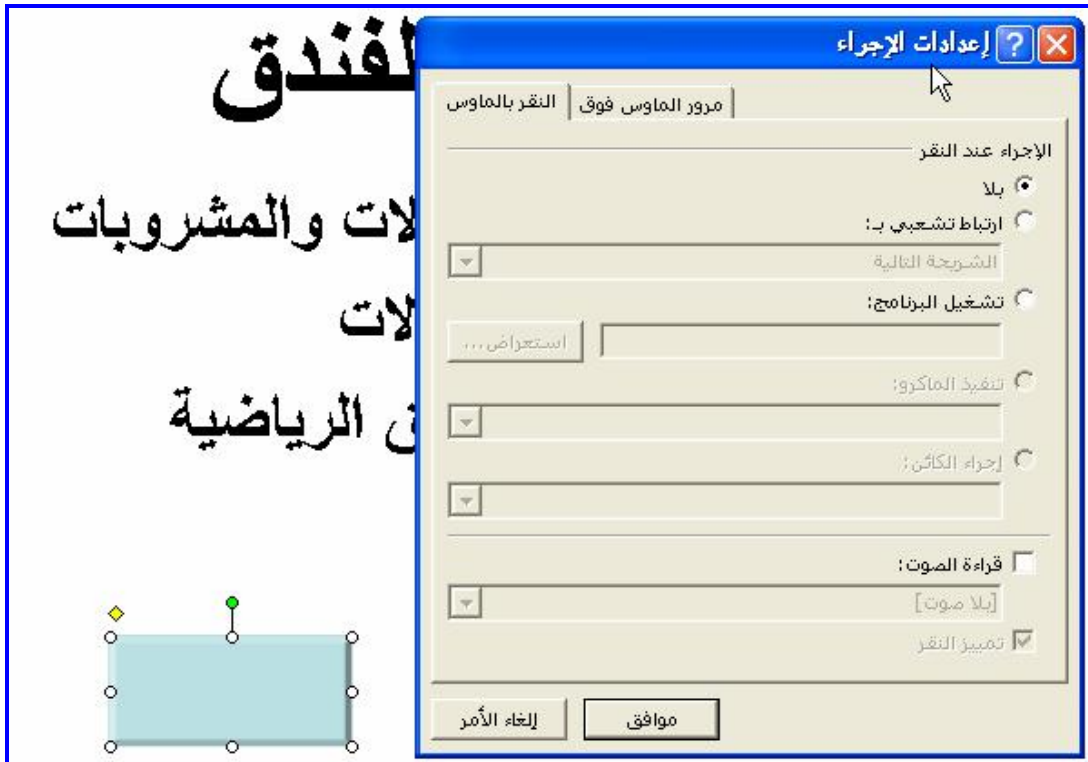 إعدادات الإجراء
النقر بالماوس
مرور الماوس فوق
الإجراء عند النقر
بلا
ارتباط تشعبي بـ:
الشريحة التالية
تشغيل البرنامج:
استعراض...
تنفيذ الماكرو:
إجراء الكائن:
قراءة الصوت:
[بلا صوت]
تمييز النقر
موافق
إلغاء الأمر
لفندق
لات والمشروبات
لات
ق الرياضية